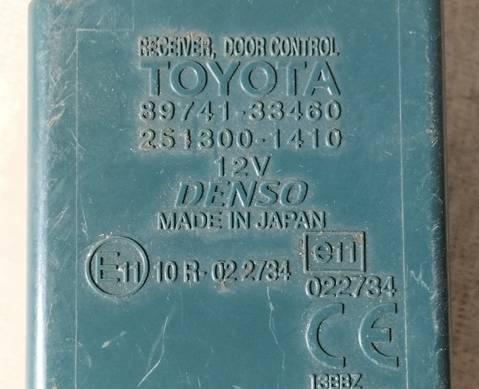 RECEIVER, DOOR CONTROL
TOYOTA
89741-33460
251300-1410
12V
DENSO
MADE IN JAPAN
E11 10 R-02 2734
e11
022734
CE